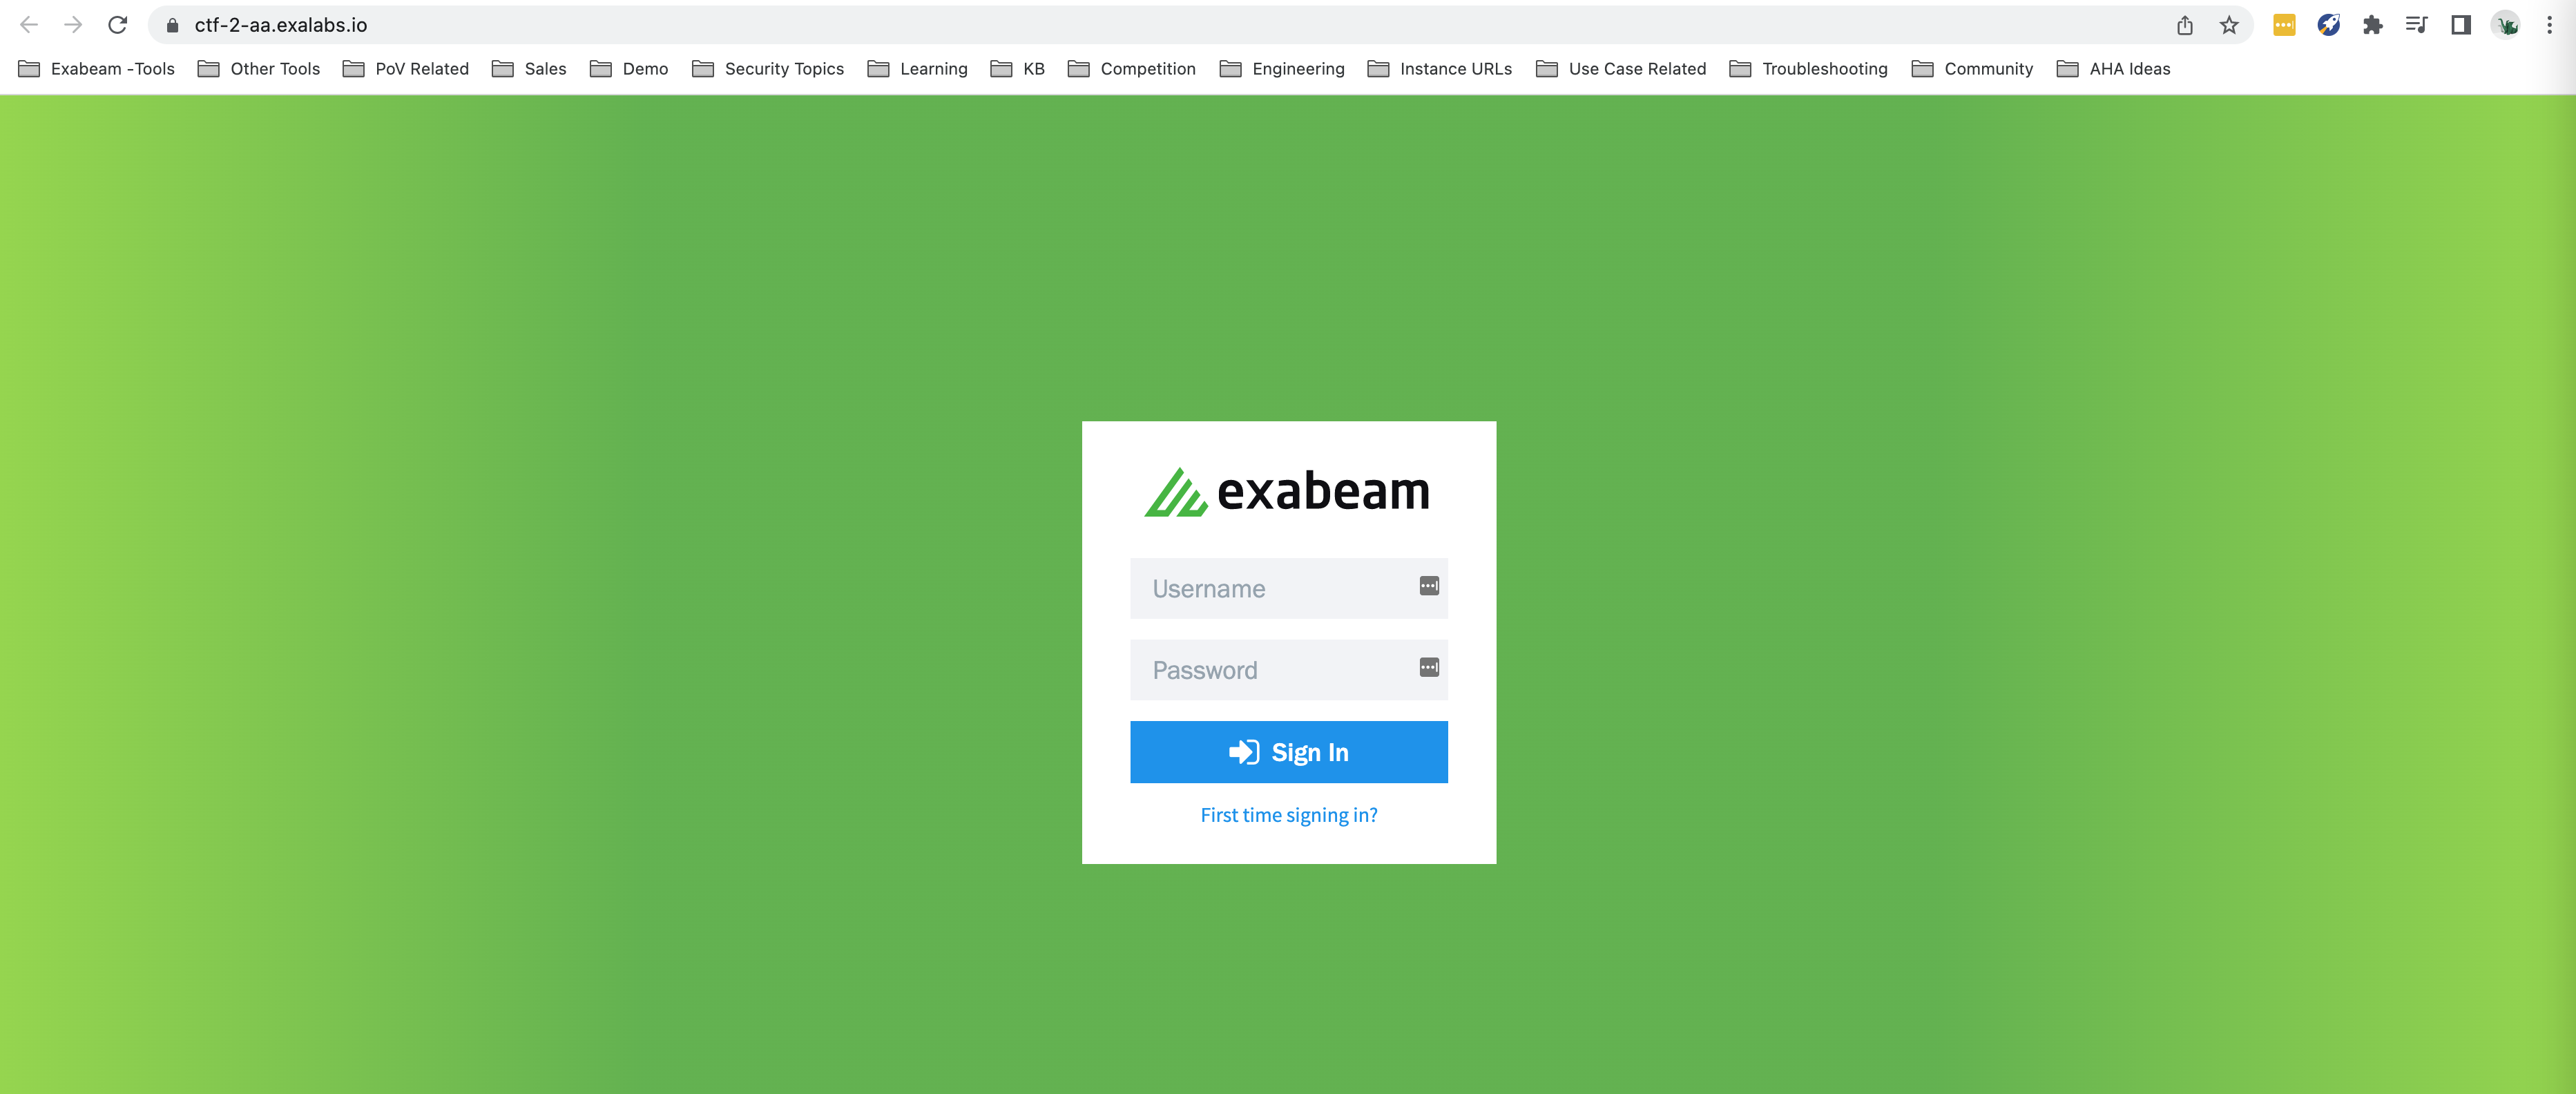 ctf-2-aa.exalabs.io
Exabeam -Tools Other Tools PoV Related Sales Demo Security Topics Learning KB Competition Engineering Instance URLs Use Case Related Troubleshooting Community AHA Ideas
exabeam
Username
Password
Sign In
First time signing in?